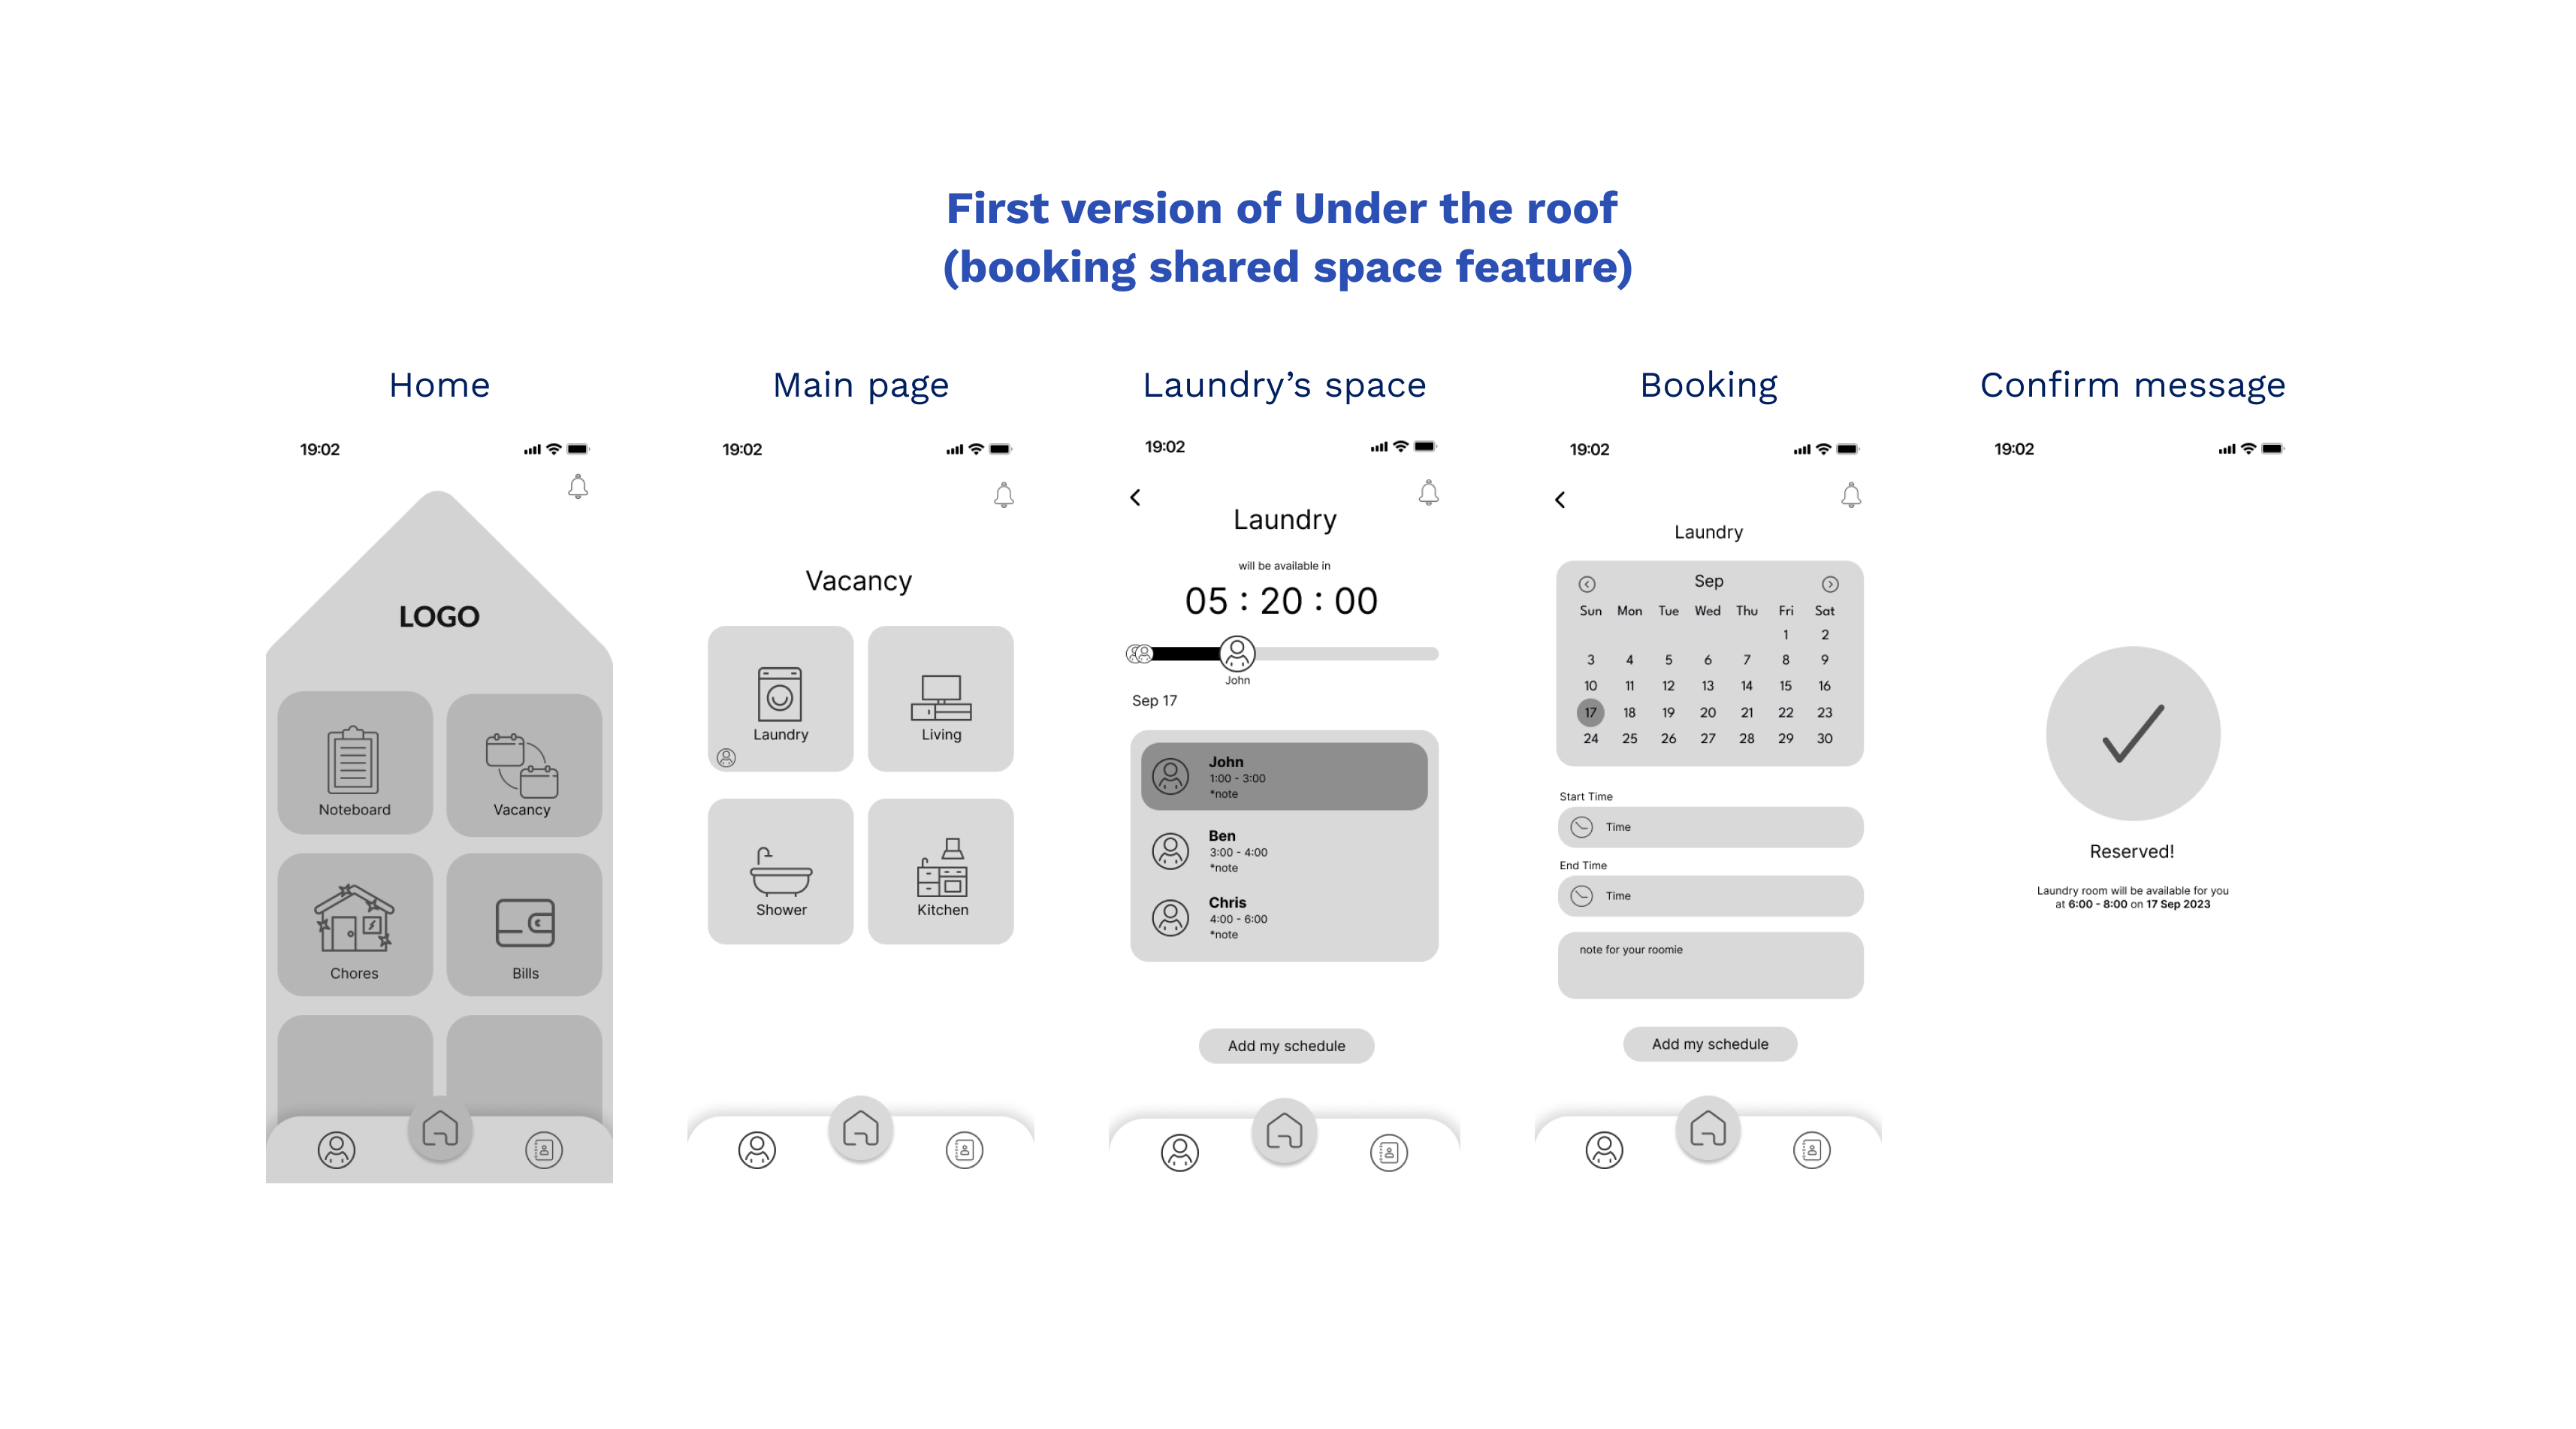 First version of Under the roof
(booking shared space feature)
Home
19:02
LOGO
Noteboard
Vacancy
Chores
Bills
Main page
19:02
Vacancy
Laundry
Living
Shower
Kitchen
Laundry’s space
19:02
Laundry
will be available in
05 : 20 : 00
John
Sep 17
John
1:00 - 3:00
*note
Ben
3:00 - 4:00
*note
Chris
4:00 - 6:00
*note
Add my schedule
Booking
19:02
Laundry
Sep
Sun Mon Tue Wed Thu Fri Sat
1 2
3 4 5 6 7 8 9
10 11 12 13 14 15 16
17 18 19 20 21 22 23
24 25 26 27 28 29 30
Start Time
Time
End Time
Time
note for your roomie
Add my schedule
Confirm message
19:02
Reserved!
Laundry room will be available for you
at 6:00 - 8:00 on 17 Sep 2023